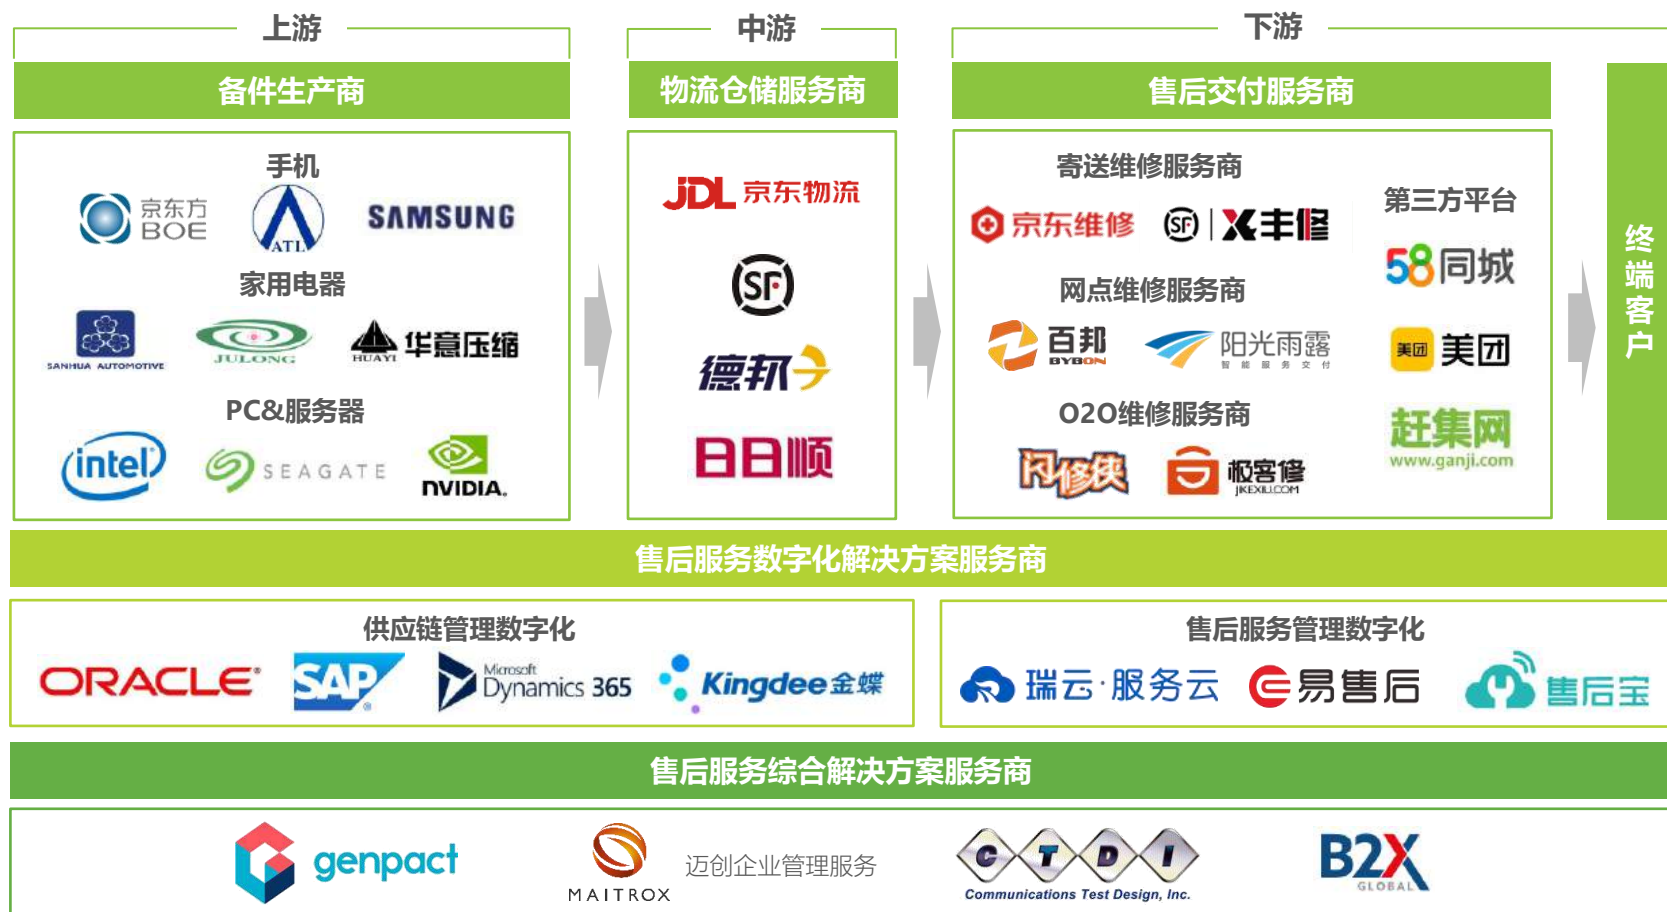 上游
中游
下游
备件生产商
物流仓储服务商
售后交付服务商
终端客户
手机
京东方
BOE
ATL
SAMSUNG
家用电器
SANHUA AUTOMOTIVE
JULONG
HUAYI
华意压缩
PC&服务器
intel
SEAGATE
NVIDIA.
JDL 京东物流
SF
德邦
日日顺
寄送维修服务商
京东维修
SF 丰修
网点维修服务商
百邦
BYBON
阳光雨露
智能服务交付
O2O维修服务商
闪修侠
极客修
JIKEXIU.COM
第三方平台
58同城
美团 美团
赶集网
www.ganji.com
售后服务数字化解决方案服务商
供应链管理数字化
ORACLE®
SAP®
Microsoft
Dynamics 365
Kingdee金蝶
售后服务管理数字化
瑞云·服务云
易售后
售后宝
售后服务综合解决方案服务商
genpact
MAITROX
迈创企业管理服务
CTDI
Communications Test Design, Inc.
B2X
GLOBAL